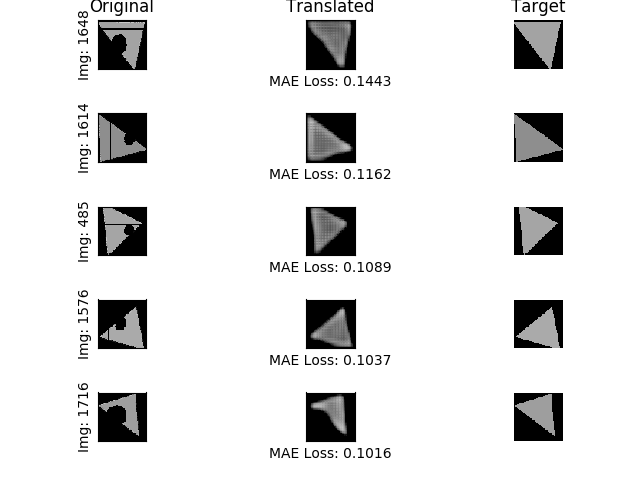 Original Translated Target
Img: 1648
MAE Loss: 0.1443
Img: 1614
MAE Loss: 0.1162
Img: 485
MAE Loss: 0.1089
Img: 1576
MAE Loss: 0.1037
Img: 1716
MAE Loss: 0.1016